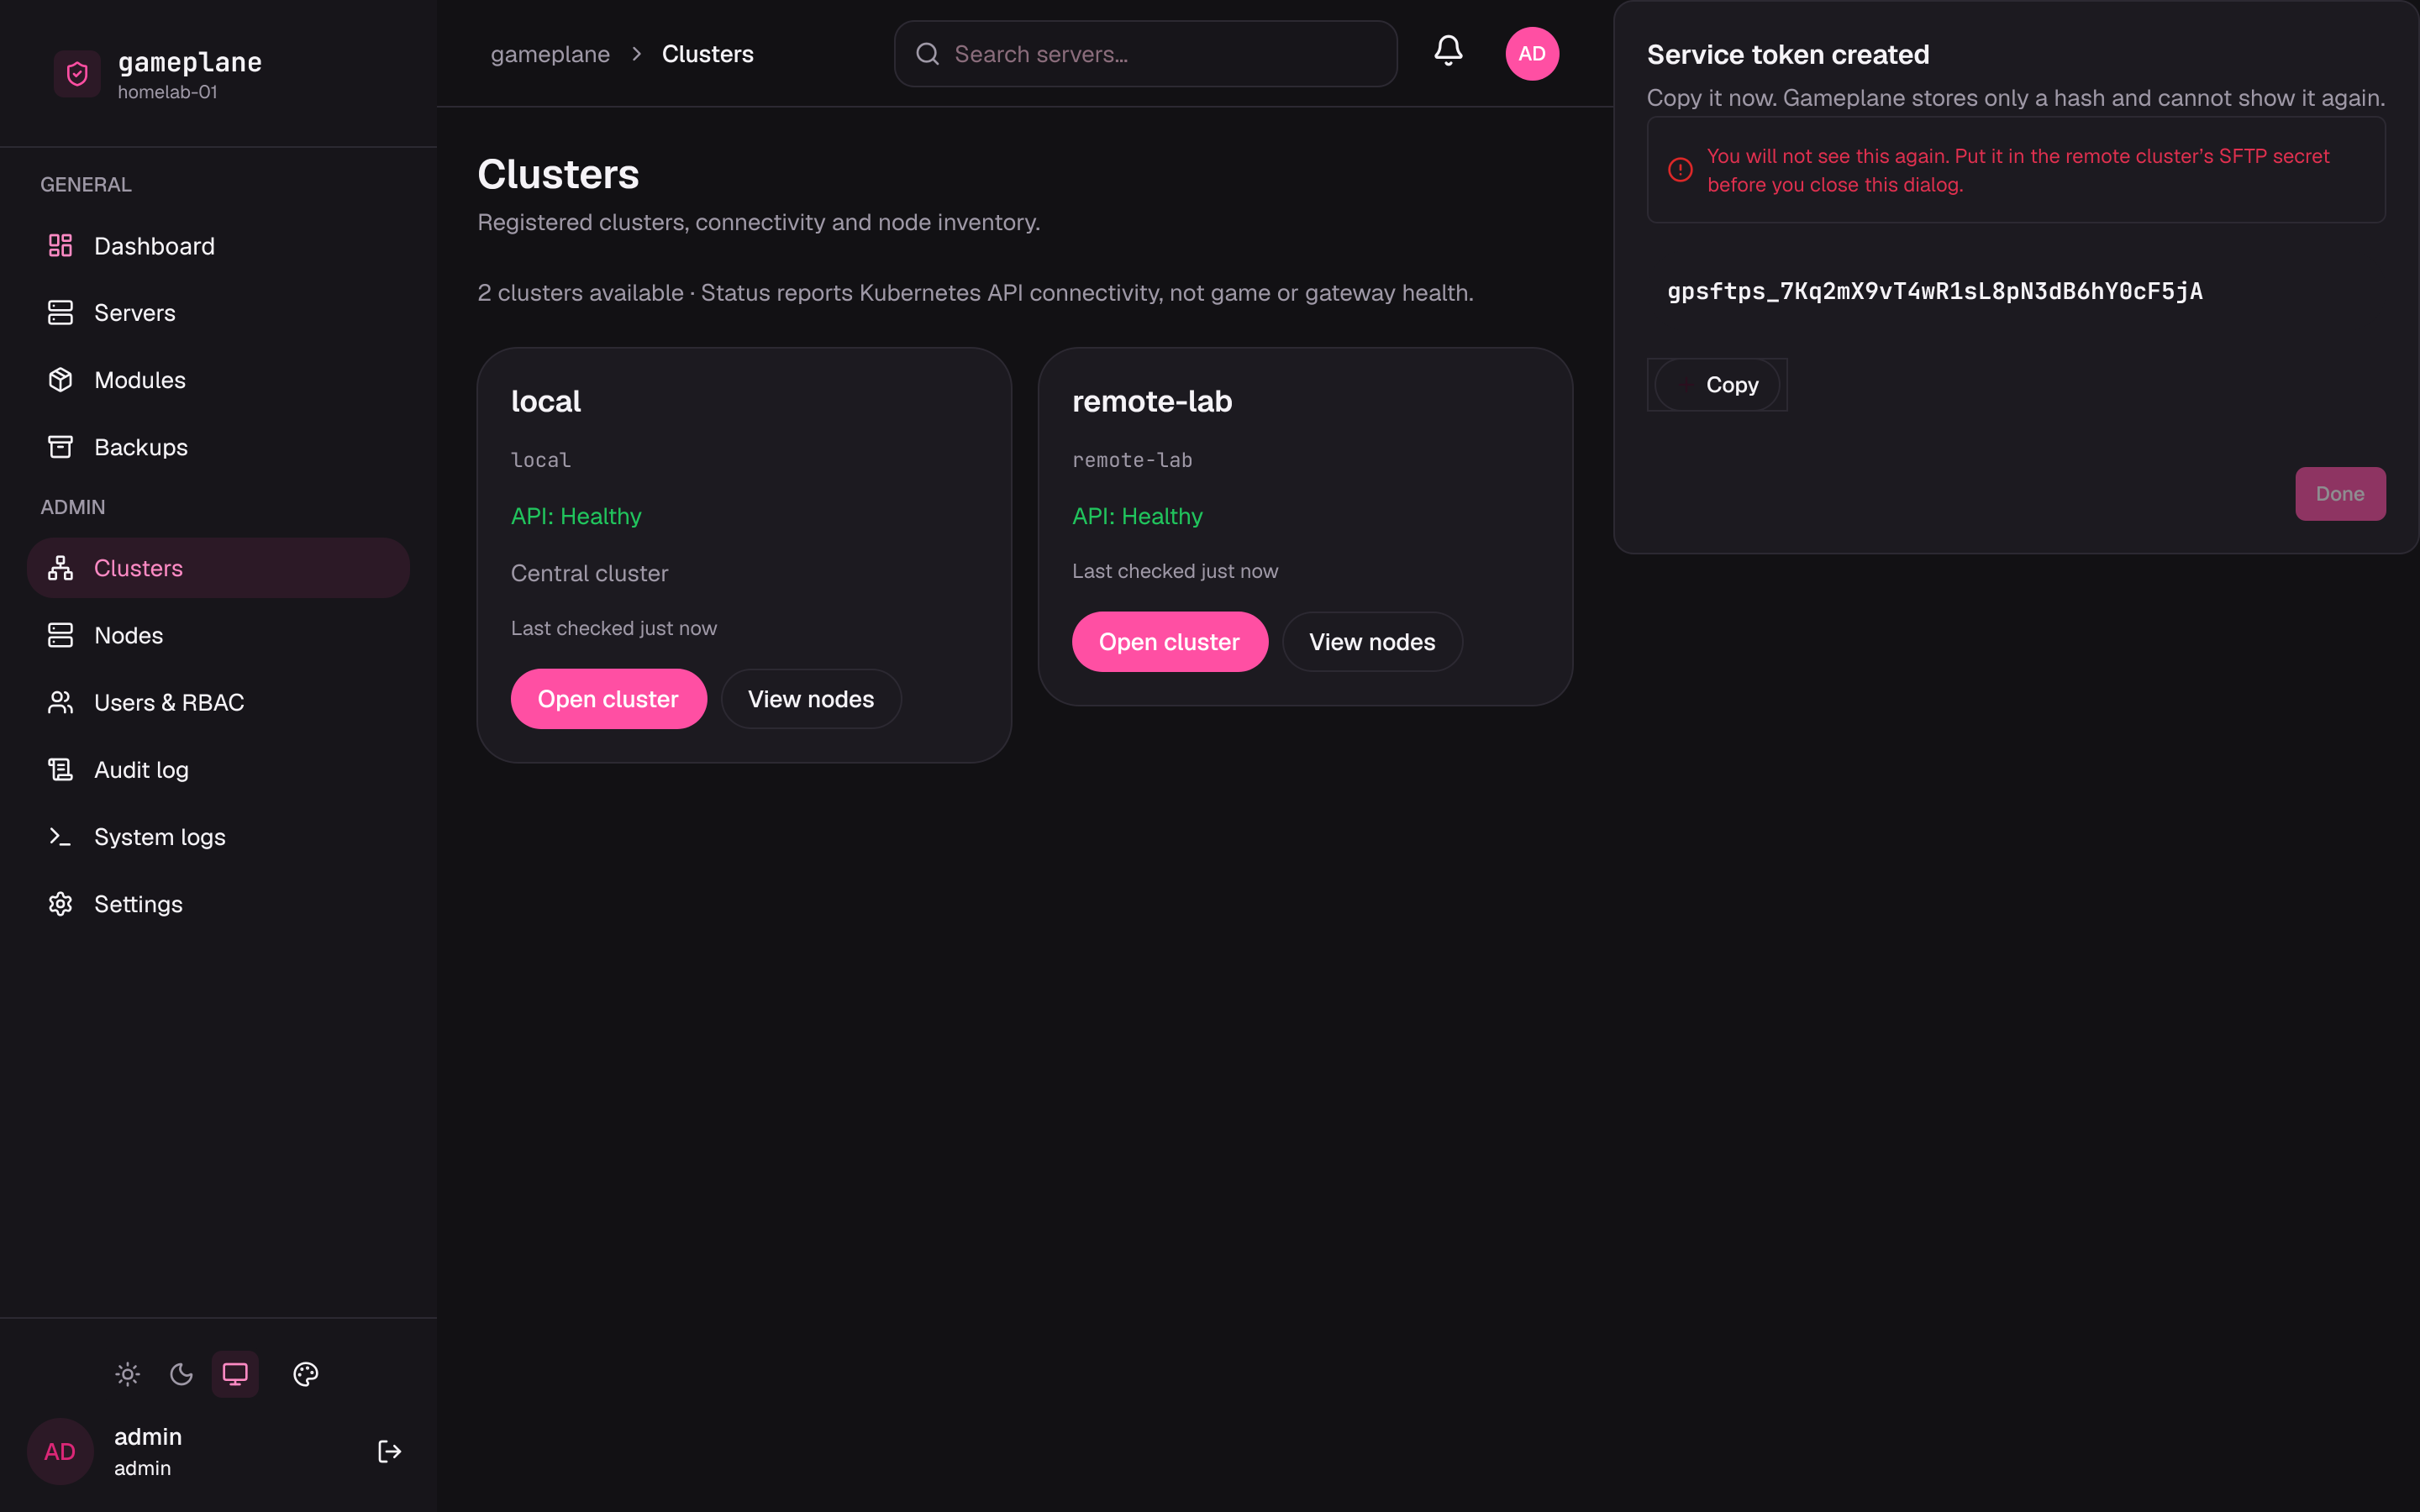 gameplane
homelab-01
GENERAL
Dashboard
Servers
Modules
Backups
ADMIN
Clusters
Nodes
Users & RBAC
Audit log
System logs
Settings
AD
admin
admin
gameplane > Clusters
Search servers...
AD
Clusters
Registered clusters, connectivity and node inventory.
2 clusters available · Status reports Kubernetes API connectivity, not game or gateway health.
local
local
API: Healthy
Central cluster
Last checked just now
Open cluster
View nodes
remote-lab
remote-lab
API: Healthy
Last checked just now
Open cluster
View nodes
Service token created
Copy it now. Gameplane stores only a hash and cannot show it again.
You will not see this again. Put it in the remote cluster’s SFTP secret
before you close this dialog.
gpsftps_7Kq2mX9vT4wR1sL8pN3dB6hY0cF5jA
Copy
Done